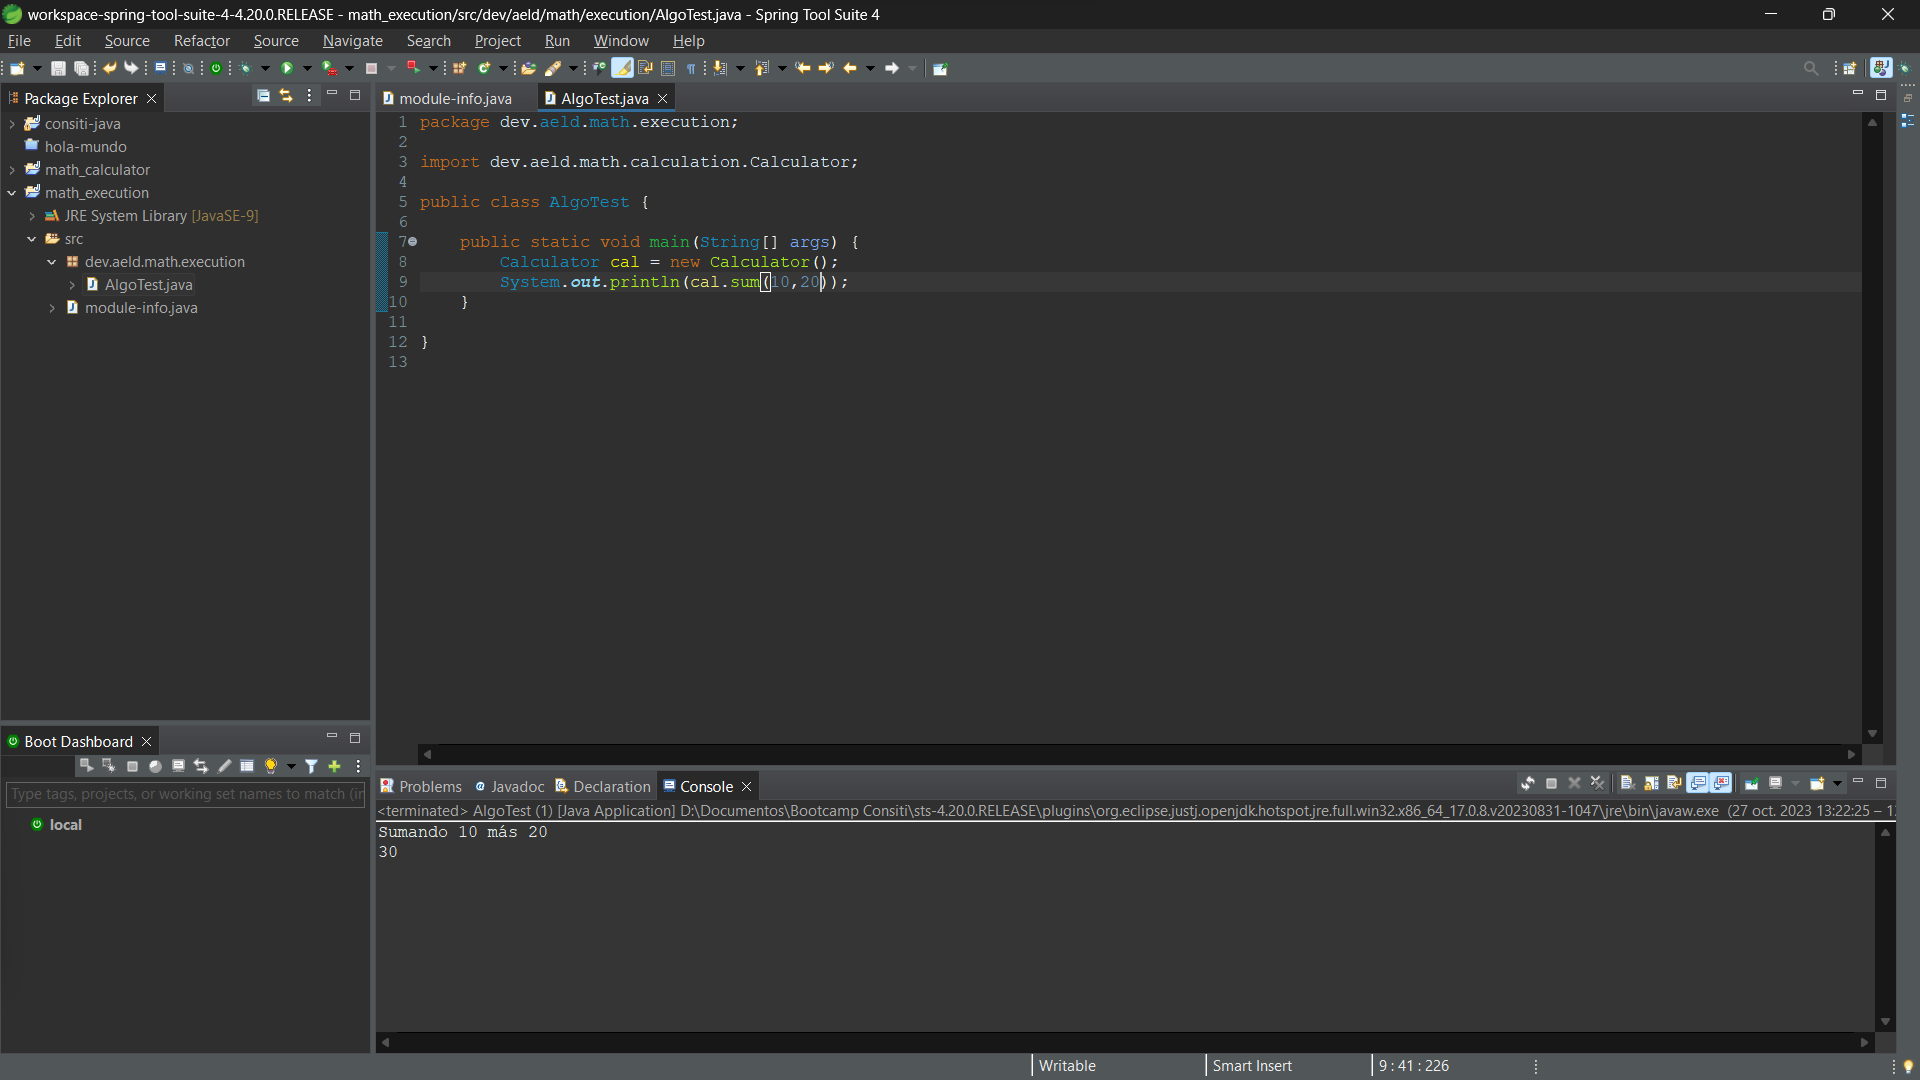 workspace-spring-tool-suite-4-4.20.0.RELEASE - math_execution/src/dev/aeld/math/execution/AlgoTest.java - Spring Tool Suite 4
File Edit Source Refactor Source Navigate Search Project Run Window Help
Package Explorer
consiti-java
hola-mundo
math_calculator
math_execution
JRE System Library [JavaSE-9]
src
dev.aeld.math.execution
AlgoTest.java
module-info.java
module-info.java AlgoTest.java
1 package dev.aeld.math.execution;
2
3 import dev.aeld.math.calculation.Calculator;
4
5 public class AlgoTest {
6
7 public static void main(String[] args) {
8 Calculator cal = new Calculator();
9 System.out.println(cal.sum(10,20));
10 }
11
12 }
13
Boot Dashboard
Type tags, projects, or working set names to match (in
local
Problems Javadoc Declaration Console
<terminated> AlgoTest (1) [Java Application] D:\Documentos\Bootcamp Consiti\sts-4.20.0.RELEASE\plugins\org.eclipse.justj.openjdk.hotspot.jre.full.win32.x86_64_17.0.8.v20230831-1047\jre\bin\javaw.exe (27 oct. 2023 13:22:25 – 1
Sumando 10 más 20
30
Writable Smart Insert 9 : 41 : 226